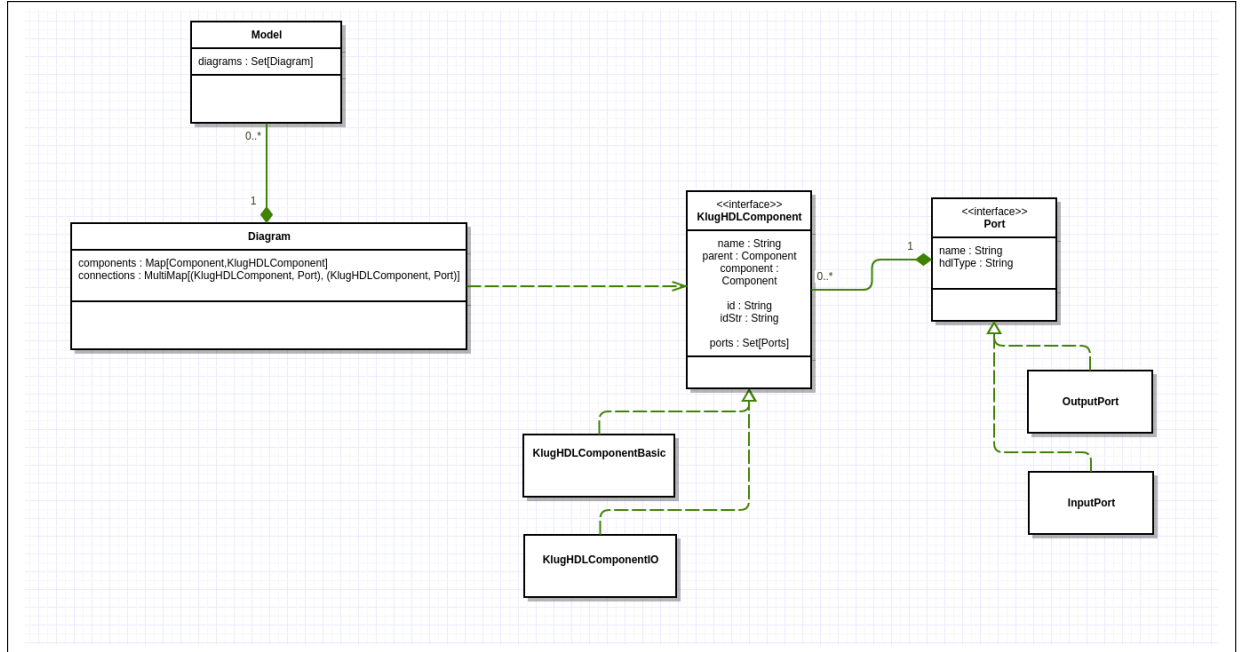 Model
diagrams : Set[Diagram]
0..*
1
Diagram
components : Map[Component,KlugHDLComponent]
connections : MultiMap[(KlugHDLComponent, Port), (KlugHDLComponent, Port)]
<<interface>>
KlugHDLComponent
name : String
parent : Component
component :
Component
id : String
idStr : String
ports : Set[Ports]
0..*
1
<<interface>>
Port
name : String
hdlType : String
OutputPort
InputPort
KlugHDLComponentBasic
KlugHDLComponentIO